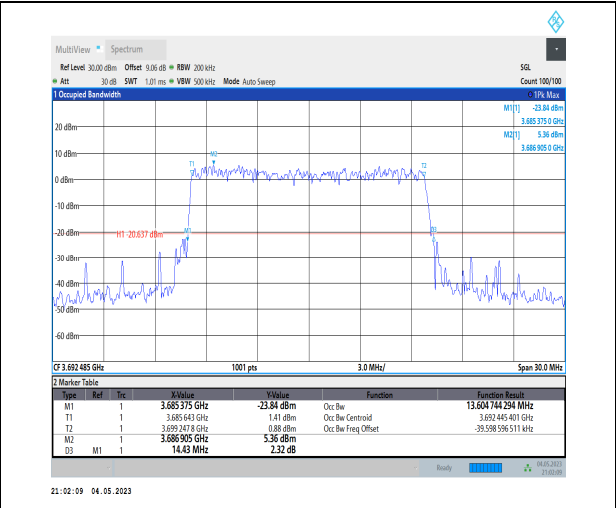 MultiView Spectrum
Ref Level 30.00 dBm Offset 9.06 dB RBW 200 kHz SGL
Att 30 dB SWT 1.01 ms VBW 500 kHz Mode Auto Sweep Count 100/100
1 Occupied Bandwidth 1Pk Max
M1[1] -23.84 dBm
3.685 375 0 GHz
M2[1] 5.36 dBm
3.686 905 0 GHz
20 dBm
10 dBm
M2
T1
T2
0 dBm
-10 dBm
-20 dBm
H1 -20.637 dBm
M1
D3
-30 dBm
-40 dBm
-50 dBm
-60 dBm
CF 3.692 485 GHz 1001 pts 3.0 MHz/ Span 30.0 MHz
2 Marker Table
Type Ref Trc X-Value Y-Value Function Function Result
M1 1 3.685 375 GHz -23.84 dBm Occ Bw 13.604 744 294 MHz
T1 1 3.685 643 GHz 1.41 dBm Occ Bw Centroid 3.692 445 401 GHz
T2 1 3.699 247 8 GHz 0.88 dBm Occ Bw Freq Offset -39.598 596 511 kHz
M2 1 3.686 905 GHz 5.36 dBm
D3 M1 1 14.43 MHz 2.32 dB
Ready 04.05.2023
21:02:09
21:02:09 04.05.2023